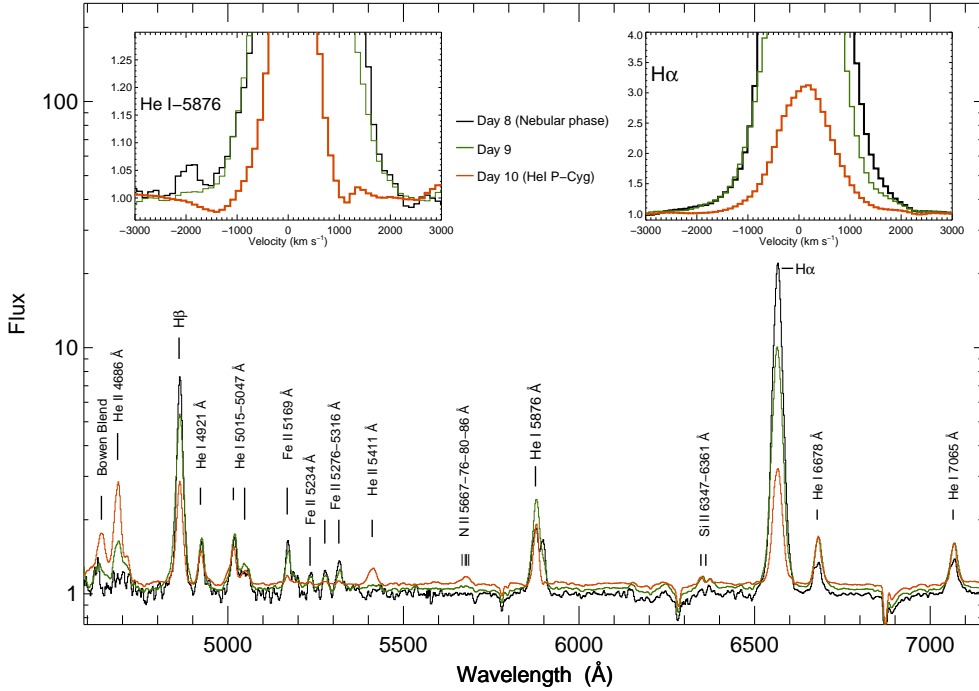 He I−5876
1.25
1.20
1.15
1.10
1.05
1.00
−3000 −2000 −1000 0 1000 2000 3000
Velocity (km s⁻¹)
Day 8 (Nebular phase)
Day 9
Day 10 (HeI P−Cyg)
Hα
4.0
3.5
3.0
2.5
2.0
1.5
1.0
−3000 −2000 −1000 0 1000 2000 3000
Velocity (km s⁻¹)
Flux
100
10
1
Bowen Blend
He II 4686 Å
Hβ
He I 4921 Å
He I 5015−5047 Å
Fe II 5169 Å
Fe II 5234 Å
Fe II 5276−5316 Å
He II 5411 Å
N II 5667−76−80−86 Å
He I 5876 Å
Si II 6347−6361 Å
Hα
He I 6678 Å
He I 7065 Å
5000 5500 6000 6500 7000
Wavelength (Å)